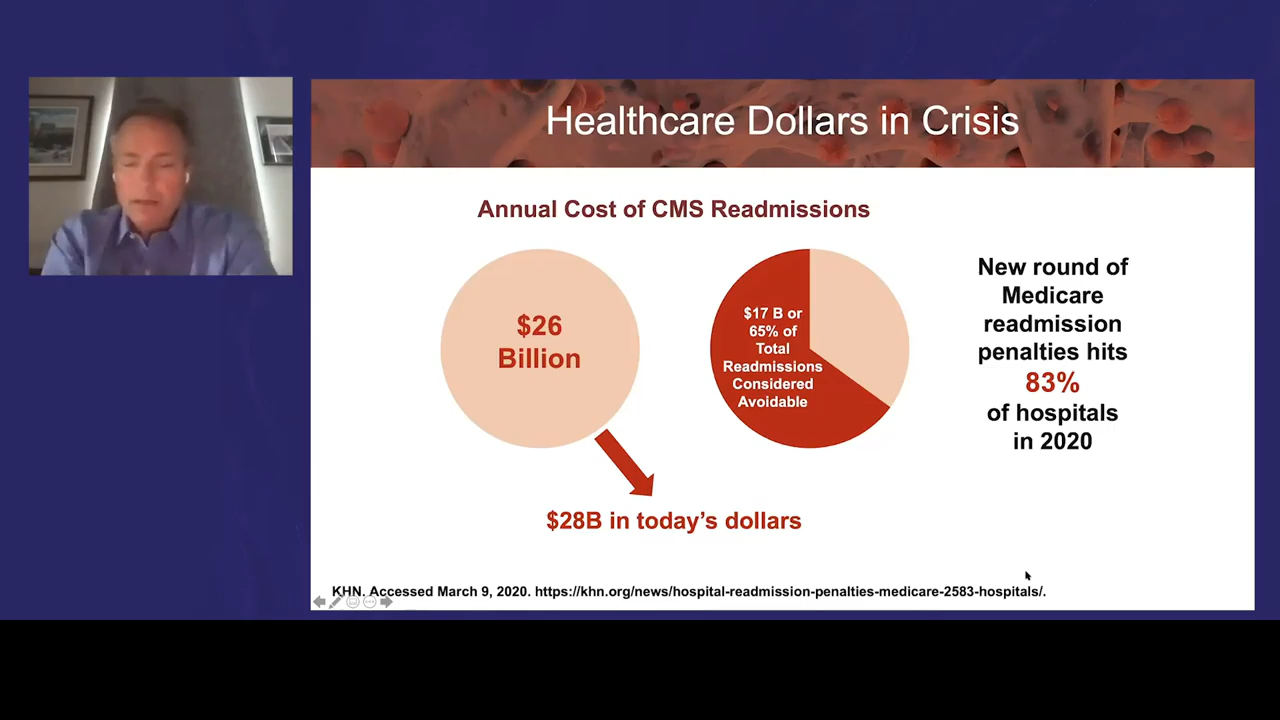 Healthcare Dollars in Crisis
Annual Cost of CMS Readmissions
$26
Billion
$17 B or
65% of
Total
Readmissions
Considered
Avoidable
$28B in today’s dollars
New round of
Medicare
readmission
penalties hits
83%
of hospitals
in 2020
KHN. Accessed March 9, 2020. https://khn.org/news/hospital-readmission-penalties-medicare-2583-hospitals/.